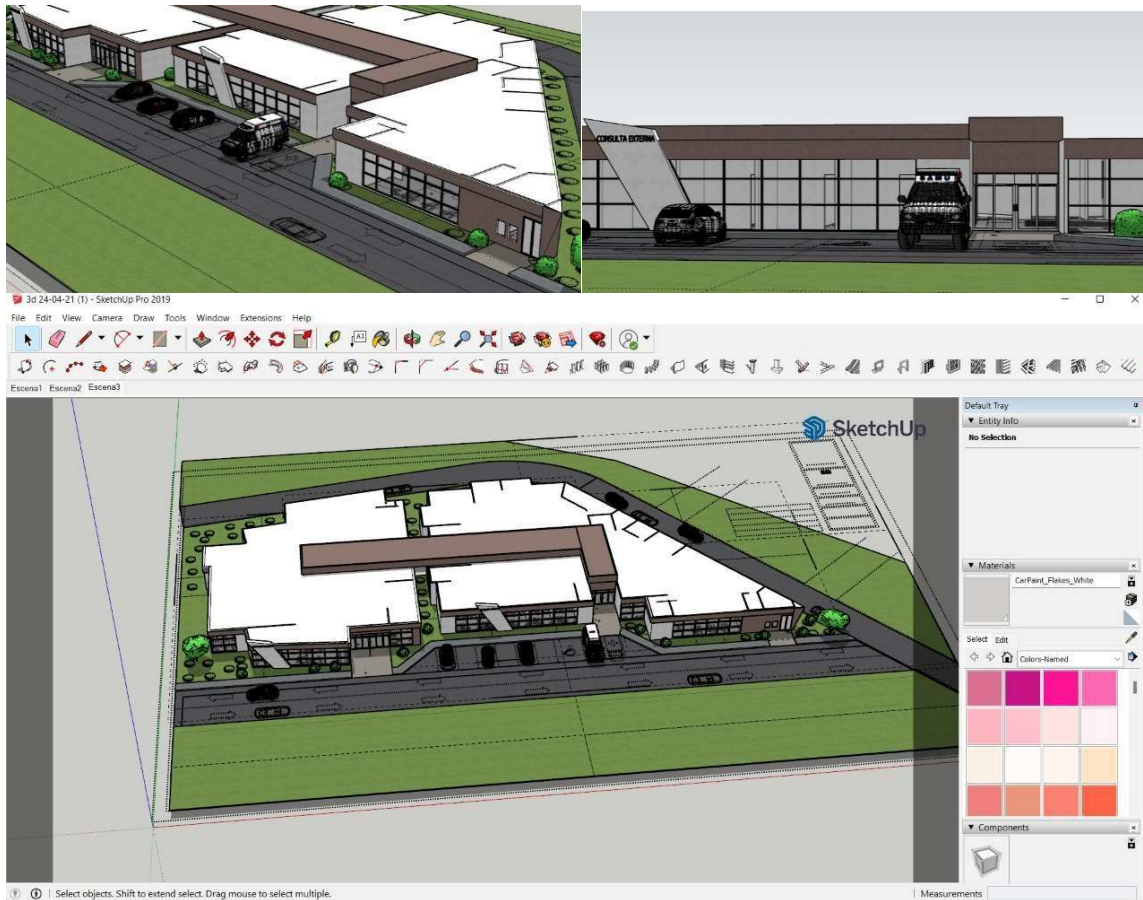 CONSULTA EXTERNA
SAMU
3d 24-04-21 (1) - SketchUp Pro 2019
File Edit View Camera Draw Tools Window Extensions Help
A1
Escena1 Escena2 Escena3
SketchUp
Default Tray
Entity Info
No Selection
Materials
CarPaint_Flakes_White
Select Edit
Colors-Named
Components
Select objects. Shift to extend select. Drag mouse to select multiple.
Measurements